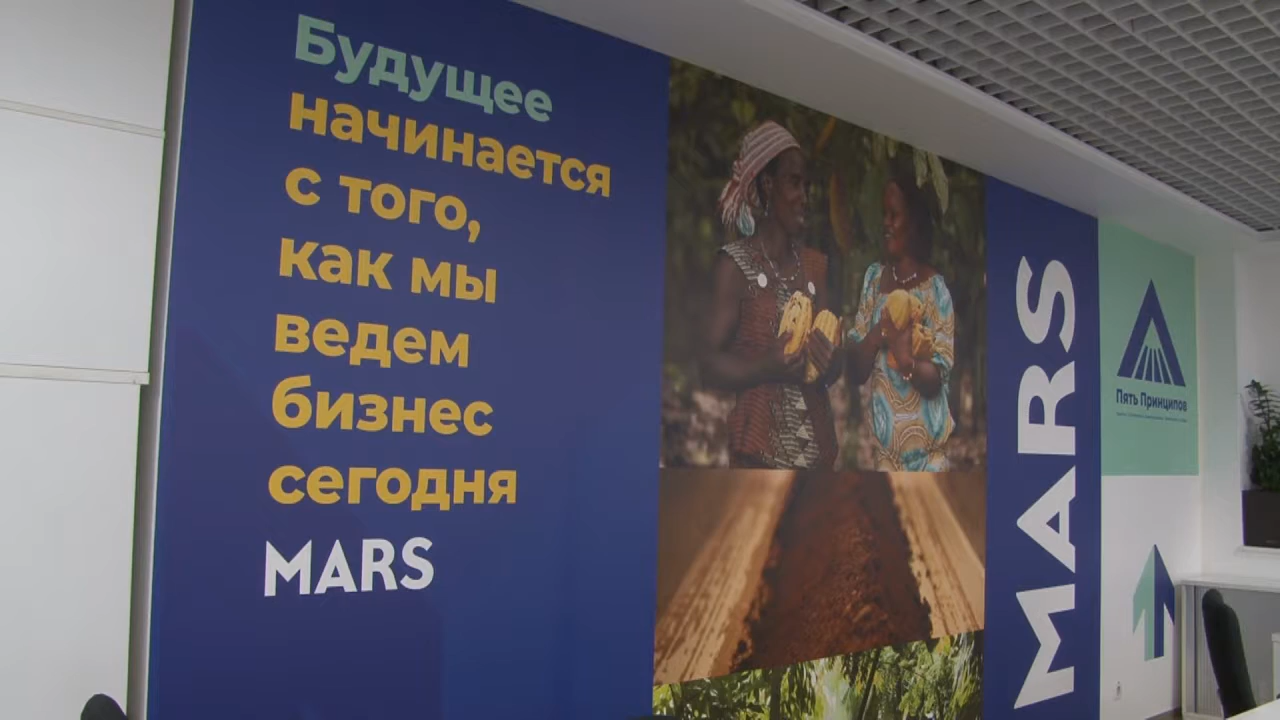 Будущее
начинается
с того,
как мы
ведем
бизнес
сегодня
MARS
MARS
Пять Принципов